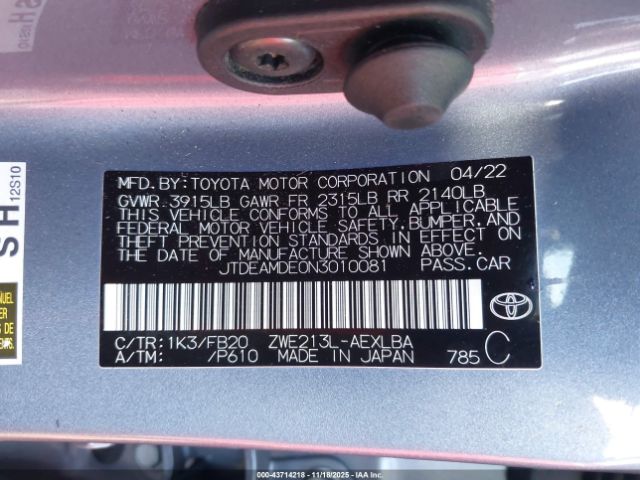 MFD. BY: TOYOTA MOTOR CORPORATION 04/22
GVWR 3915LB GAWR FR 2315LB RR 2140LB
THIS VEHICLE CONFORMS TO ALL APPLICABLE
FEDERAL MOTOR VEHICLE SAFETY, BUMPER, AND
THEFT PREVENTION STANDARDS IN EFFECT ON
THE DATE OF MANUFACTURE SHOWN ABOVE.
JTDEAMDE0N3010081 PASS. CAR
C/TR: 1K3/FB20 ZWE213L-AEXLBA
A/TM: /P610 MADE IN JAPAN 785 C
S H 12S10
000-43714218 - 11/18/2025 - IAAI.COM